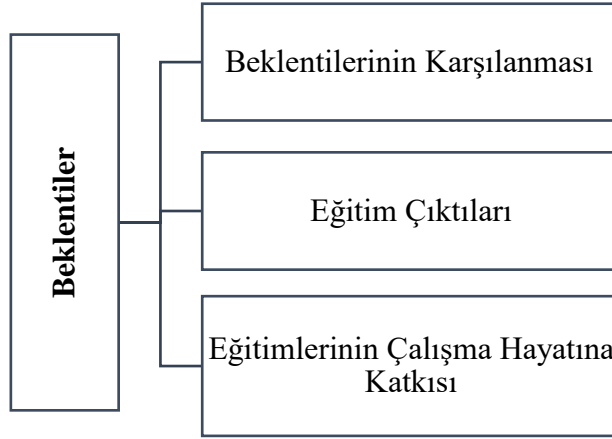 Beklentiler
Beklentilerinin Karşılanması
Eğitim Çıktıları
Eğitimlerinin Çalışma Hayatına
Katkısı